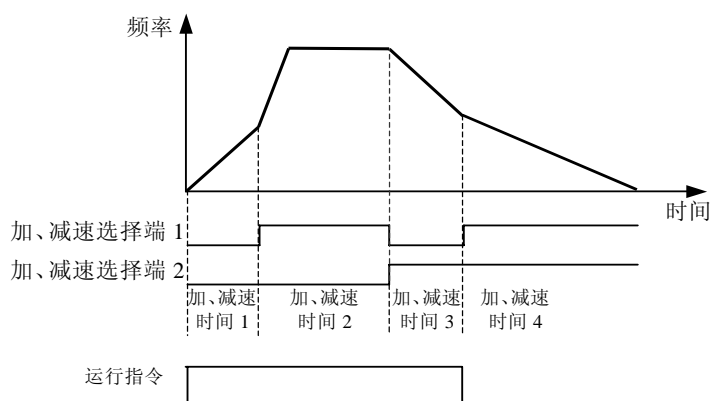 频率
时间
加、减速选择端 1
加、减速选择端 2
加、减速
时间 1
加、减速
时间 2
加、减速
时间 3
加、减速
时间 4
运行指令